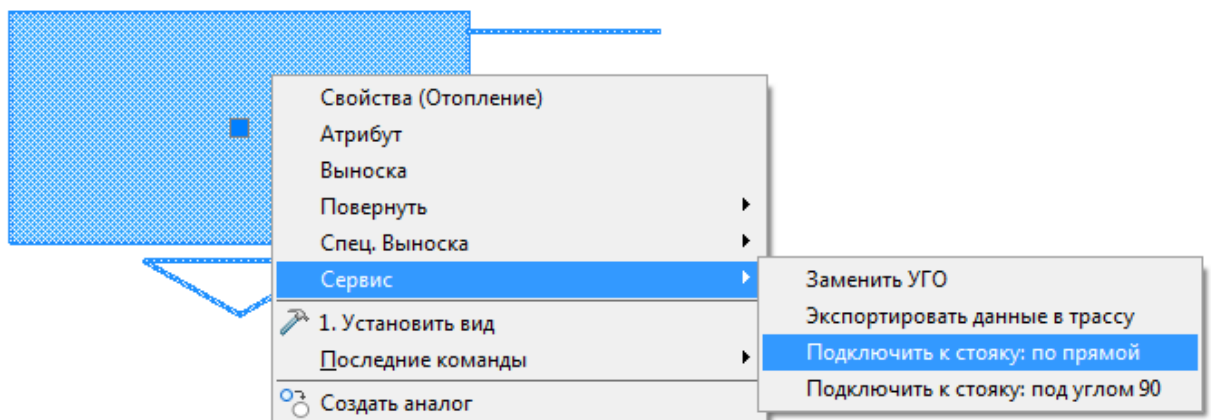 Свойства (Отопление)
Атрибут
Выноска
Повернуть
Спец. Выноска
Сервис
1. Установить вид
Последние команды
Создать аналог
Заменить УГО
Экспортировать данные в трассу
Подключить к стояку: по прямой
Подключить к стояку: под углом 90